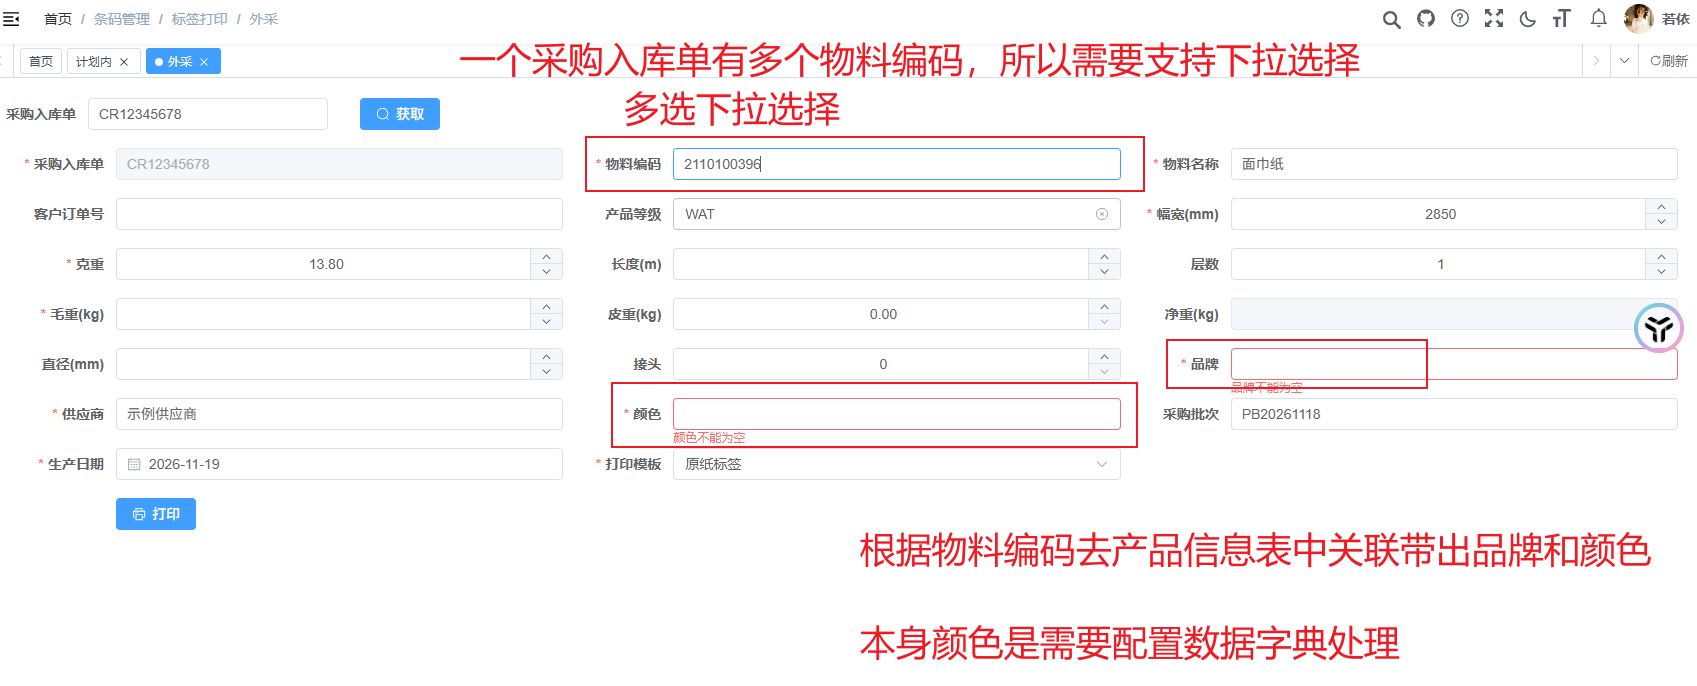 首页 / 条码管理 / 标签打印 / 外采
若依
首页 计划内 外采 刷新
一个采购入库单有多个物料编码，所以需要支持下拉选择
多选下拉选择
采购入库单 CR12345678 获取
* 采购入库单 CR12345678 * 物料编码 2110100396 * 物料名称 面巾纸
客户订单号 产品等级 WAT * 幅宽(mm) 2850
* 克重 13.80 长度(m) 层数 1
* 毛重(kg) 皮重(kg) 0.00 净重(kg)
直径(mm) 接头 0 * 品牌
品牌不能为空
* 供应商 示例供应商 * 颜色 采购批次 PB20261118
颜色不能为空
* 生产日期 2026-11-19 * 打印模板 原纸标签
打印
根据物料编码去产品信息表中关联带出品牌和颜色
本身颜色是需要配置数据字典处理